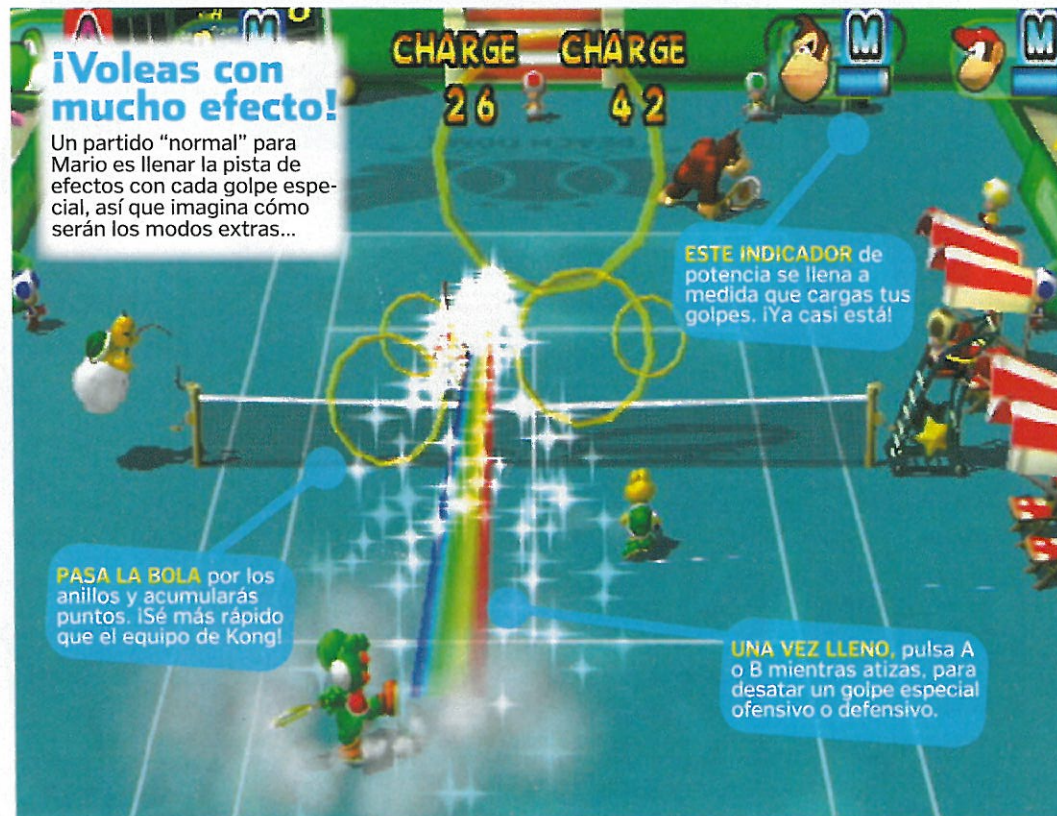 A
M
M
M
CHARGE CHARGE
26 42
¡Voleas con
mucho efecto!
Un partido “normal” para
Mario es llenar la pista de
efectos con cada golpe espe-
cial, así que imagina cómo
serán los modos extras...
ESTE INDICADOR de
potencia se llena a
medida que cargas tus
golpes. ¡Ya casi está!
PASA LA BOLA por los
anillos y acumularás
puntos. ¡Sé más rápido
que el equipo de Kong!
UNA VEZ LLENO, pulsa A
o B mientras atizas, para
desatar un golpe especial
ofensivo o defensivo.